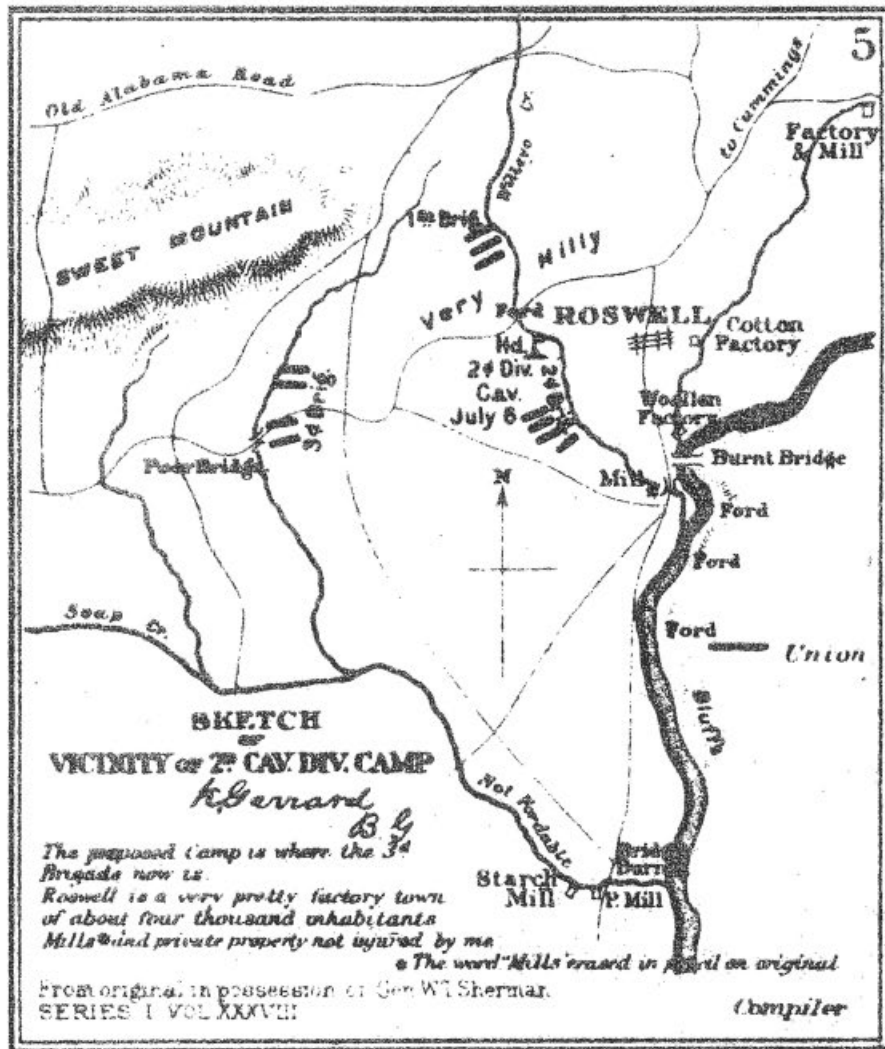 5
Old Alabama Road
to Cummings
Factory
& Mill
SWEET MOUNTAIN
Cr.
1st Brig.
Very Hilly
Ford
ROSWELL
Cotton
Factory
Hd.
2d Div.
Cav.
July 6
2d
3d Brig.
Woollen
Factory
Burnt Bridge
Poor Bridge
Mill
N
Ford
Ford
Ford
Union
Soap Cr.
Bluffs
SKETCH
OF
VICINITY OF 2D CAV. DIV. CAMP
K Garrard
B G
Not Fordable
Bridge
Burnt
Starch
Mill
P. Mill
The proposed Camp is where the 3d
Brigade now is.
Roswell is a very pretty factory town
of about four thousand inhabitants
Mills and private property not injured by me
The word "Mills" erased in pencil on original
From original in possession of Gen W T Sherman
SERIES I VOL XXXVIII
Compiler